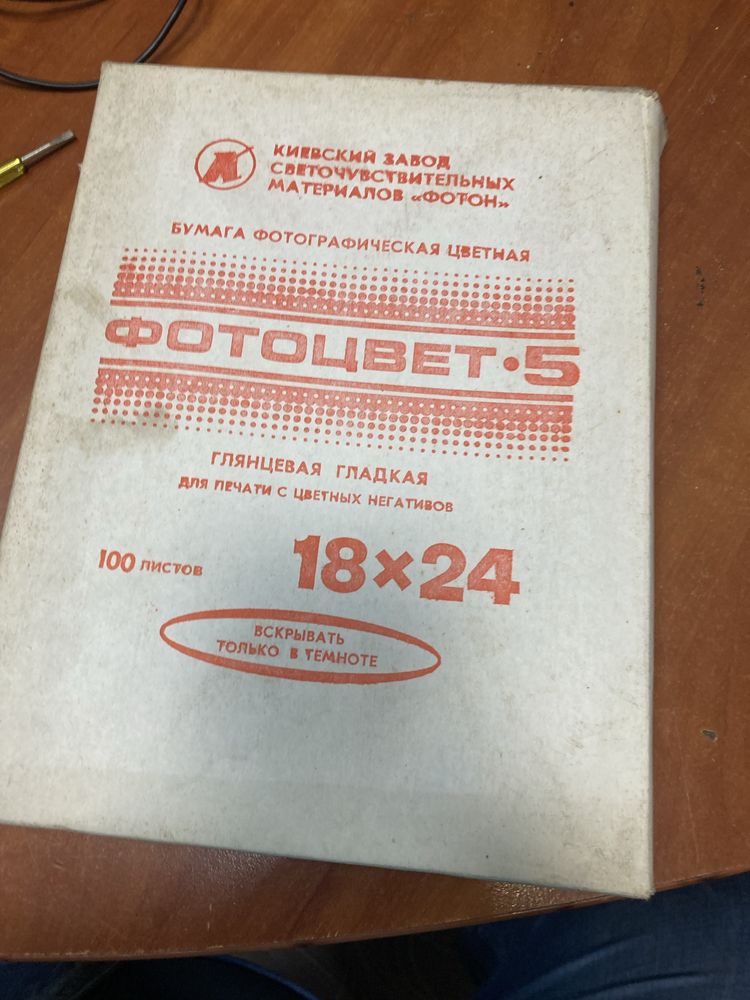 КИЕВСКИЙ ЗАВОД
СВЕТОЧУВСТВИТЕЛЬНЫХ
МАТЕРИАЛОВ «ФОТОН»
БУМАГА ФОТОГРАФИЧЕСКАЯ ЦВЕТНАЯ
ФОТОЦВЕТ·5
ГЛЯНЦЕВАЯ ГЛАДКАЯ
ДЛЯ ПЕЧАТИ С ЦВЕТНЫХ НЕГАТИВОВ
100 ЛИСТОВ 18×24
ВСКРЫВАТЬ
ТОЛЬКО В ТЕМНОТЕ